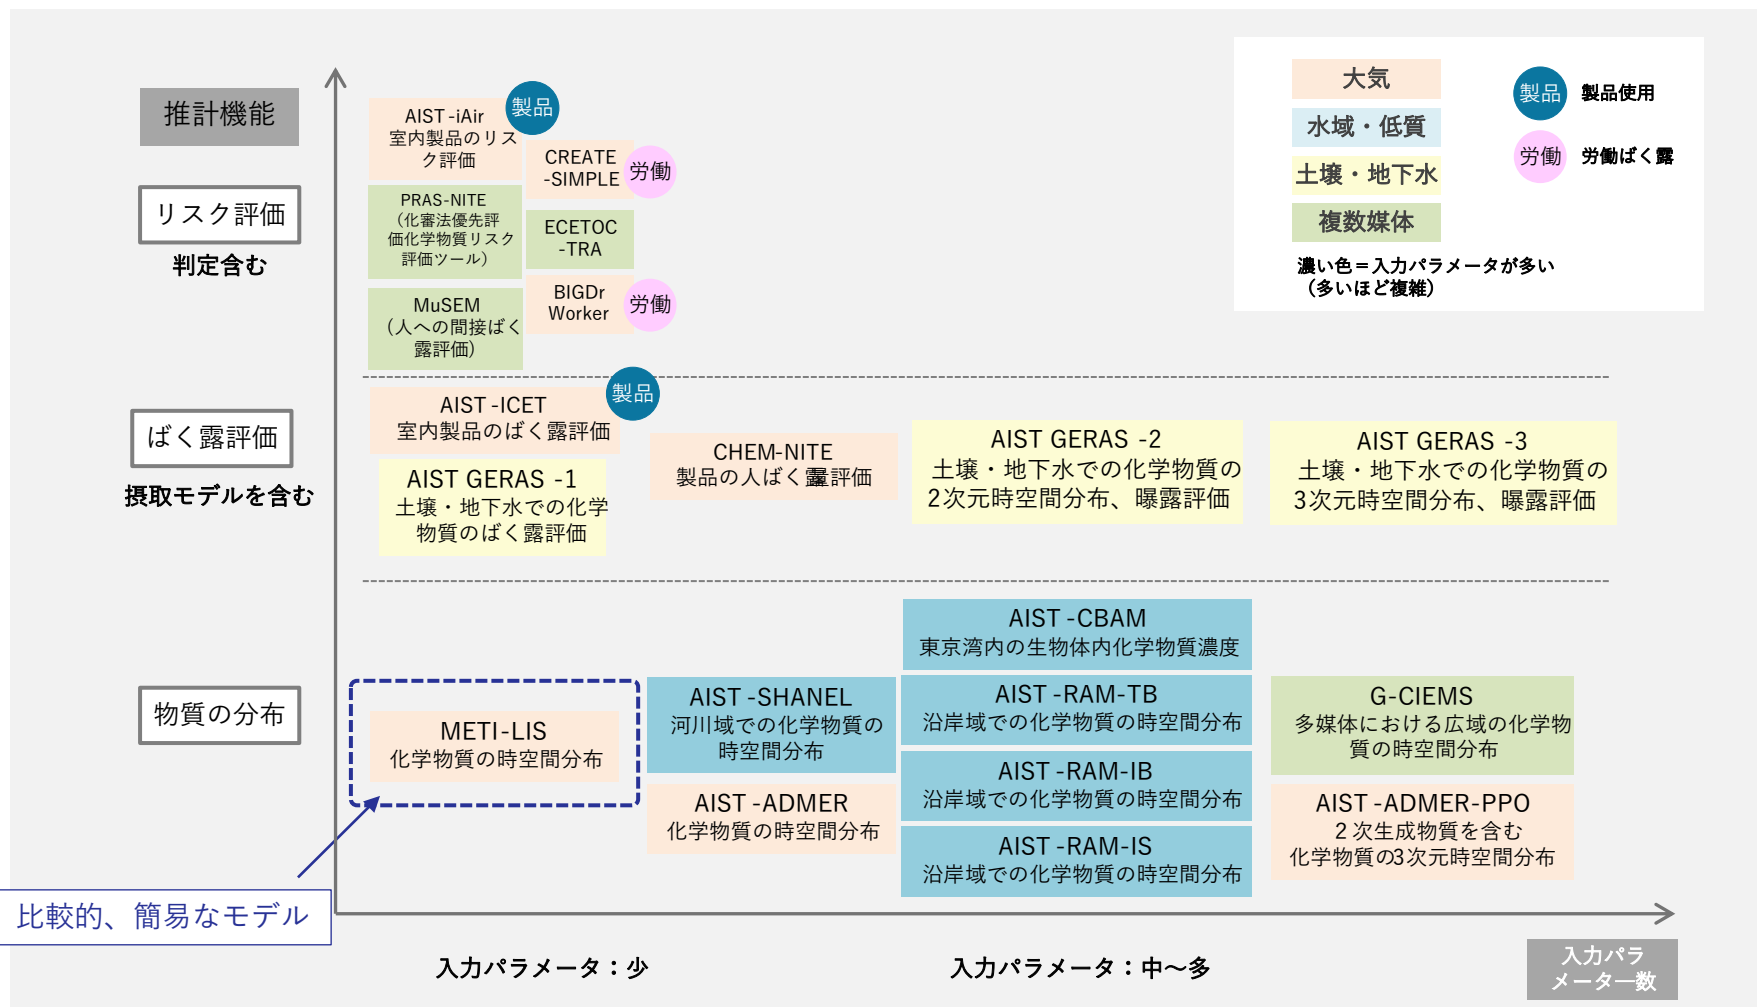 推計機能
リスク評価
判定含む
ばく露評価
摂取モデルを含む
物質の分布
比較的、簡易なモデル
AIST-iAir
室内製品のリス
ク評価
製品
CREATE
-SIMPLE
労働
PRAS-NITE
（化審法優先評
価化学物質リスク
評価ツール）
ECETOC
-TRA
MuSEM
（人への間接ばく
露評価）
BIGDr
Worker
労働
大気
水域・低質
土壌・地下水
複数媒体
濃い色＝入力パラメータが多い
（多いほど複雑）
製品
製品使用
労働
労働ばく露
AIST-ICET
室内製品のばく露評価
製品
AIST GERAS -1
土壌・地下水での化学
物質のばく露評価
CHEM-NITE
製品の人ばく露評価
AIST GERAS -2
土壌・地下水での化学物質の
2次元時空間分布、曝露評価
AIST GERAS -3
土壌・地下水での化学物質の
3次元時空間分布、曝露評価
METI-LIS
化学物質の時空間分布
AIST-SHANEL
河川域での化学物質の
時空間分布
AIST-ADMER
化学物質の時空間分布
AIST-CBAM
東京湾内の生物体内化学物質濃度
AIST-RAM-TB
沿岸域での化学物質の時空間分布
AIST-RAM-IB
沿岸域での化学物質の時空間分布
AIST-RAM-IS
沿岸域での化学物質の時空間分布
G-CIEMS
多媒体における広域の化学物
質の時空間分布
AIST-ADMER-PPO
２次生成物質を含む
化学物質の3次元時空間分布
入力パラメータ：少
入力パラメータ：中～多
入力パラ
メーター数